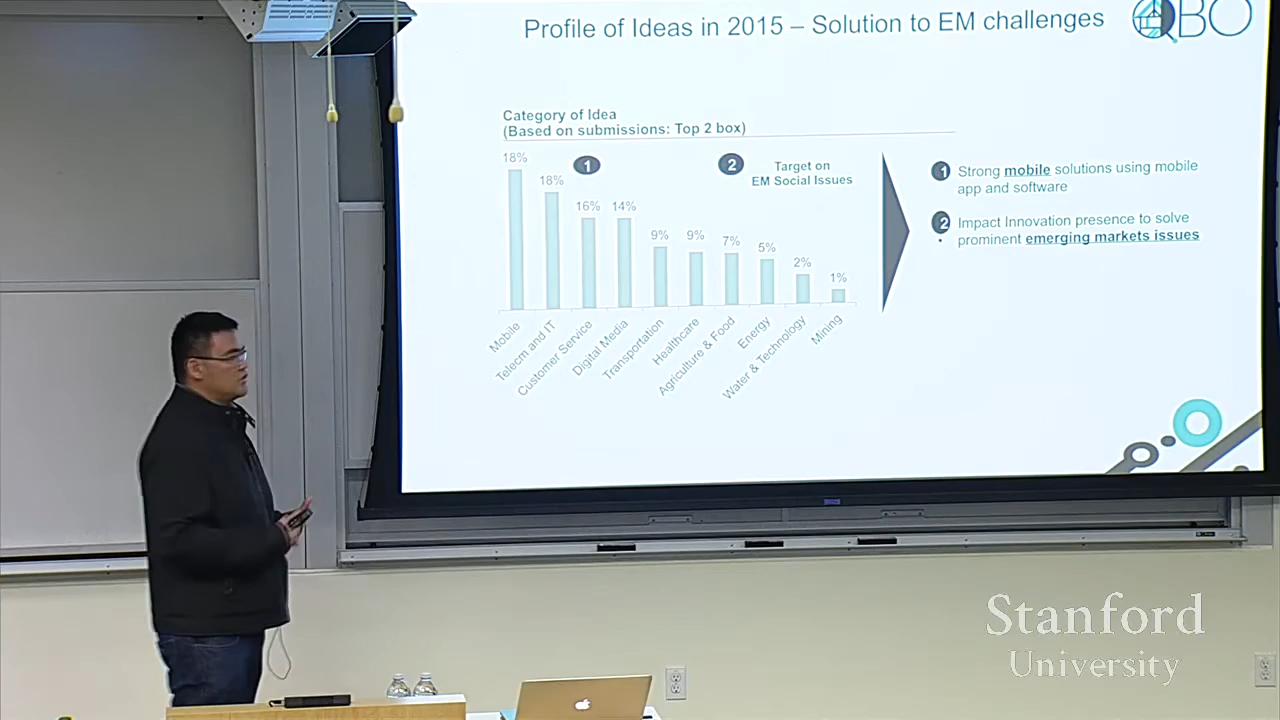 Profile of Ideas in 2015 – Solution to EM challenges
QBO
Category of Idea
(Based on submissions: Top 2 box)
18%
18%
16%
14%
9%
9%
7%
5%
2%
1%
1
2
Target on
EM Social Issues
Mobile
Telecm and IT
Customer Service
Digital Media
Transportation
Healthcare
Agriculture & Food
Energy
Water & Technology
Mining
1 Strong mobile solutions using mobile
app and software
2 Impact Innovation presence to solve
• prominent emerging markets issues
Stanford
University